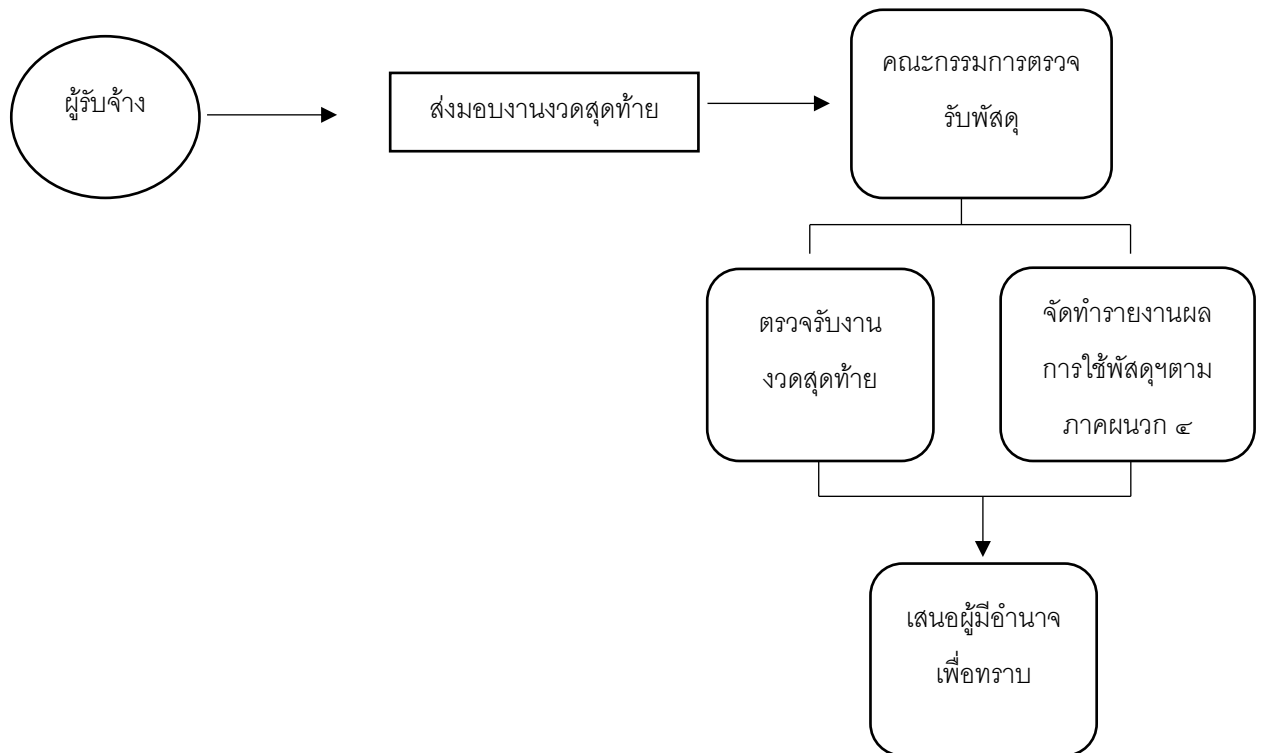 ผู้รับจ้าง
ส่งมอบงานงวดสุดท้าย
คณะกรรมการตรวจ
รับพัสดุ
ตรวจรับงาน
งวดสุดท้าย
จัดทำรายงานผล
การใช้พัสดุฯตาม
ภาคผนวก ๔
เสนอผู้มีอำนาจ
เพื่อทราบ